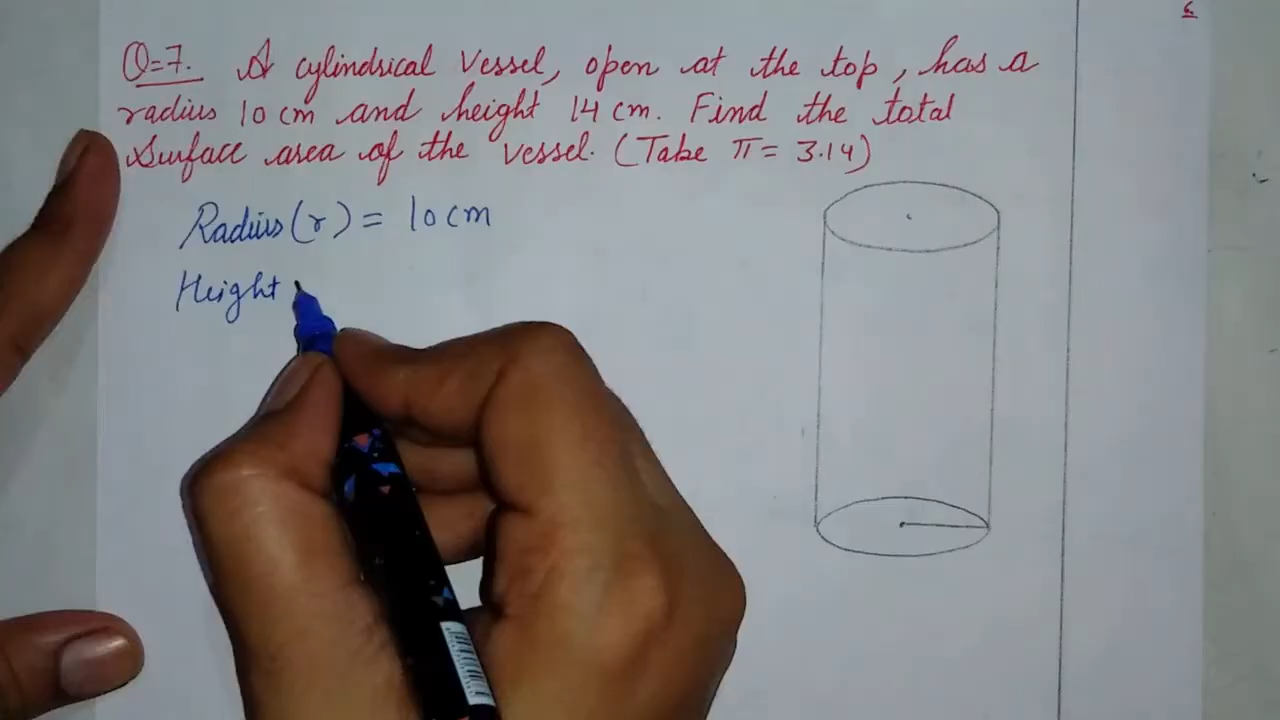 6.
Q=7. A cylindrical vessel, open at the top, has a
radius 10 cm and height 14 cm. Find the total
Surface area of the vessel. (Take π = 3.14)
Radius (r) = 10 cm
Height